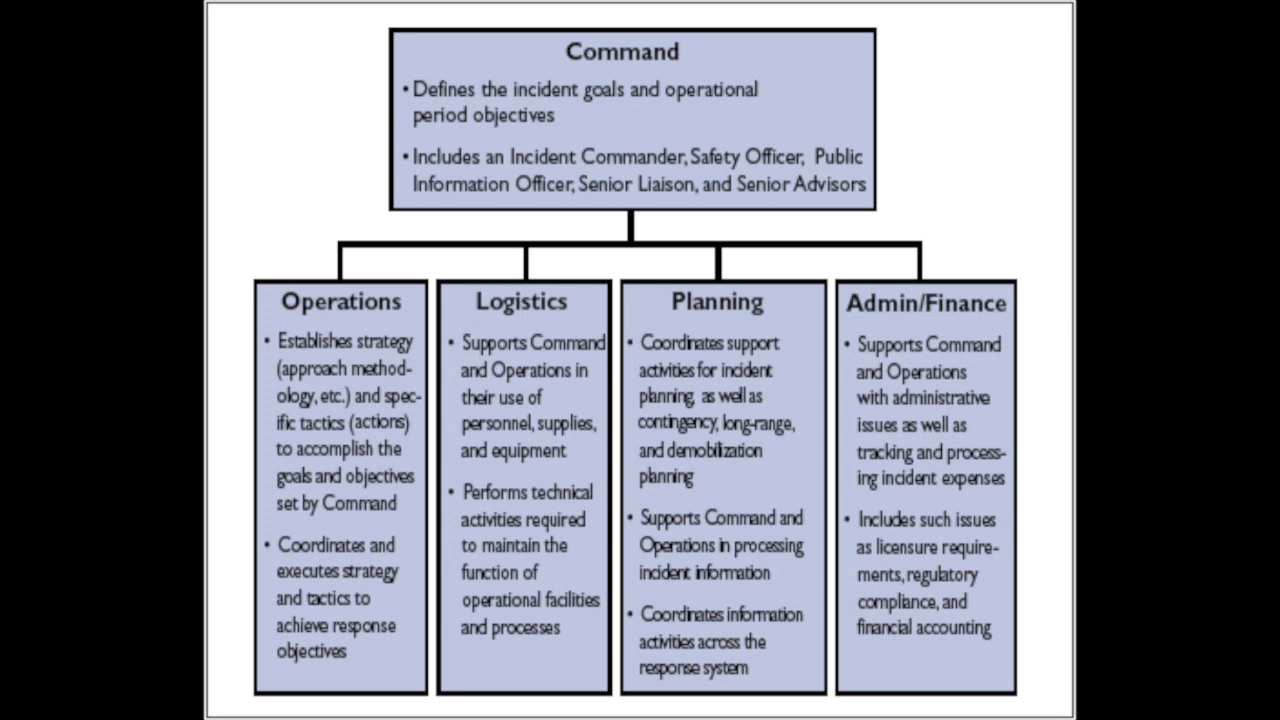 Command
• Defines the incident goals and operational
period objectives
• Includes an Incident Commander, Safety Officer, Public
Information Officer, Senior Liaison, and Senior Advisors
Operations
• Establishes strategy
(approach method-
ology, etc.) and spec-
ific tactics (actions)
to accomplish the
goals and objectives
set by Command
• Coordinates and
executes strategy
and tactics to
achieve response
objectives
Logistics
• Supports Command
and Operations in
their use of
personnel, supplies,
and equipment
• Performs technical
activities required
to maintain the
function of
operational facilities
and processes
Planning
• Coordinates support
activities for incident
planning, as well as
contingency, long-range,
and demobilization
planning
• Supports Command and
Operations in processing
incident information
• Coordinates information
activities across the
response system
Admin/Finance
• Supports Command
and Operations
with administrative
issues as well as
tracking and process-
ing incident expenses
• Includes such issues
as licensure require-
ments, regulatory
compliance, and
financial accounting